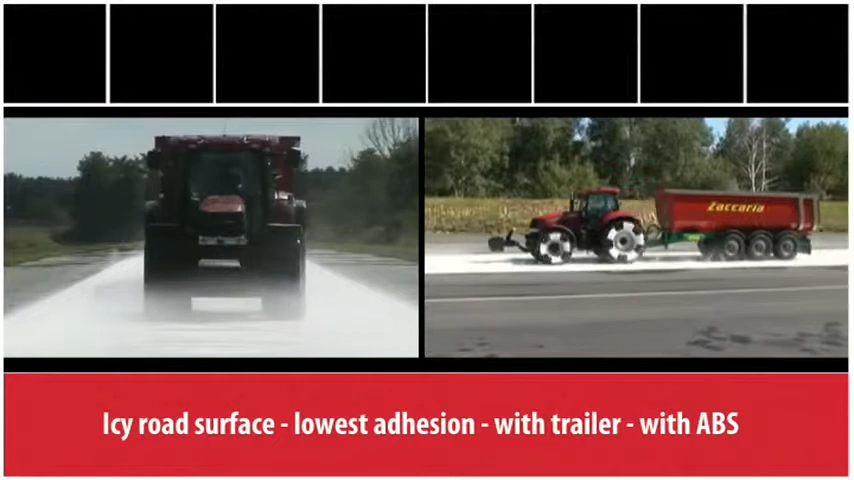 Zaccaria
Icy road surface - lowest adhesion - with trailer - with ABS